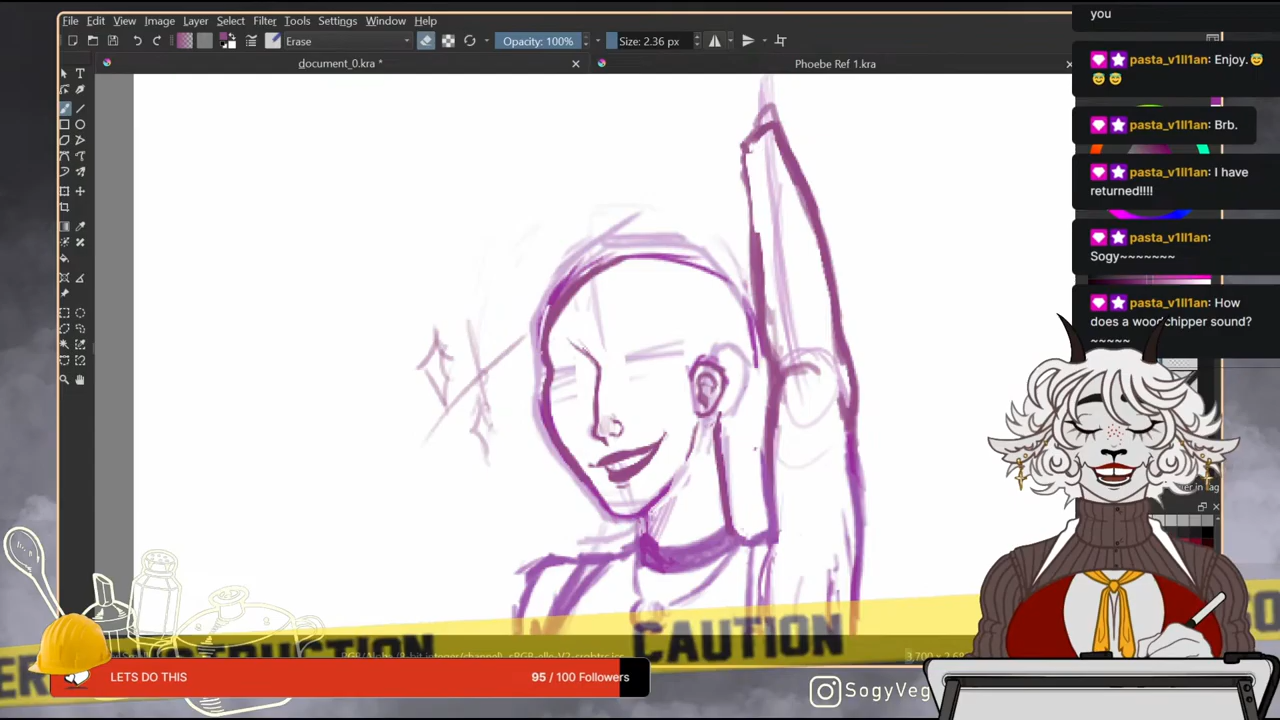 File Edit View Image Layer Select Filter Tools Settings Window Help
Erase
Opacity: 100%
Size: 2.36 px
document_0.kra *
Phoebe Ref 1.kra
you
pasta_v1ll1an: Enjoy.😇
😇😇
pasta_v1ll1an: Brb.
pasta_v1ll1an: I have
returned!!!!
pasta_v1ll1an:
Sogy~~~~~~~
pasta_v1ll1an: How
does a woodchipper sound?
~~~~~
CAUTION
LETS DO THIS
95 / 100 Followers
SogyVeg